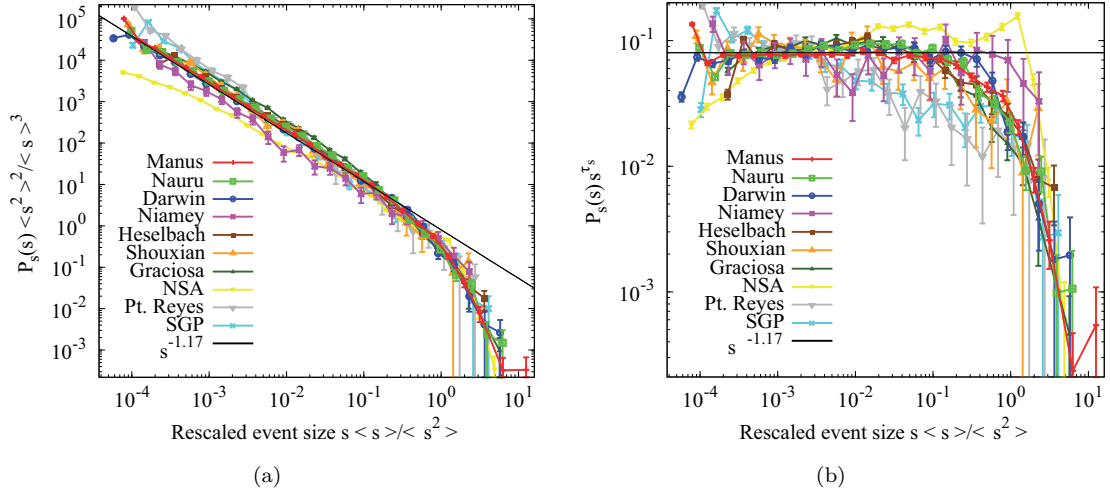 10^5
10^4
10^3
10^2
10^1
10^0
10^-1
10^-2
10^-3
P_s(s) < s^2 >^2/< s >^3
Manus
Nauru
Darwin
Niamey
Heselbach
Shouxian
Graciosa
NSA
Pt. Reyes
SGP
s^-1.17
10^-4 10^-3 10^-2 10^-1 10^0 10^1
Rescaled event size s < s >/< s^2 >
(a)
10^-1
10^-2
10^-3
P_s(s) s^τ_s
Manus
Nauru
Darwin
Niamey
Heselbach
Shouxian
Graciosa
NSA
Pt. Reyes
SGP
s^-1.17
10^-4 10^-3 10^-2 10^-1 10^0 10^1
Rescaled event size s < s >/< s^2 >
(b)